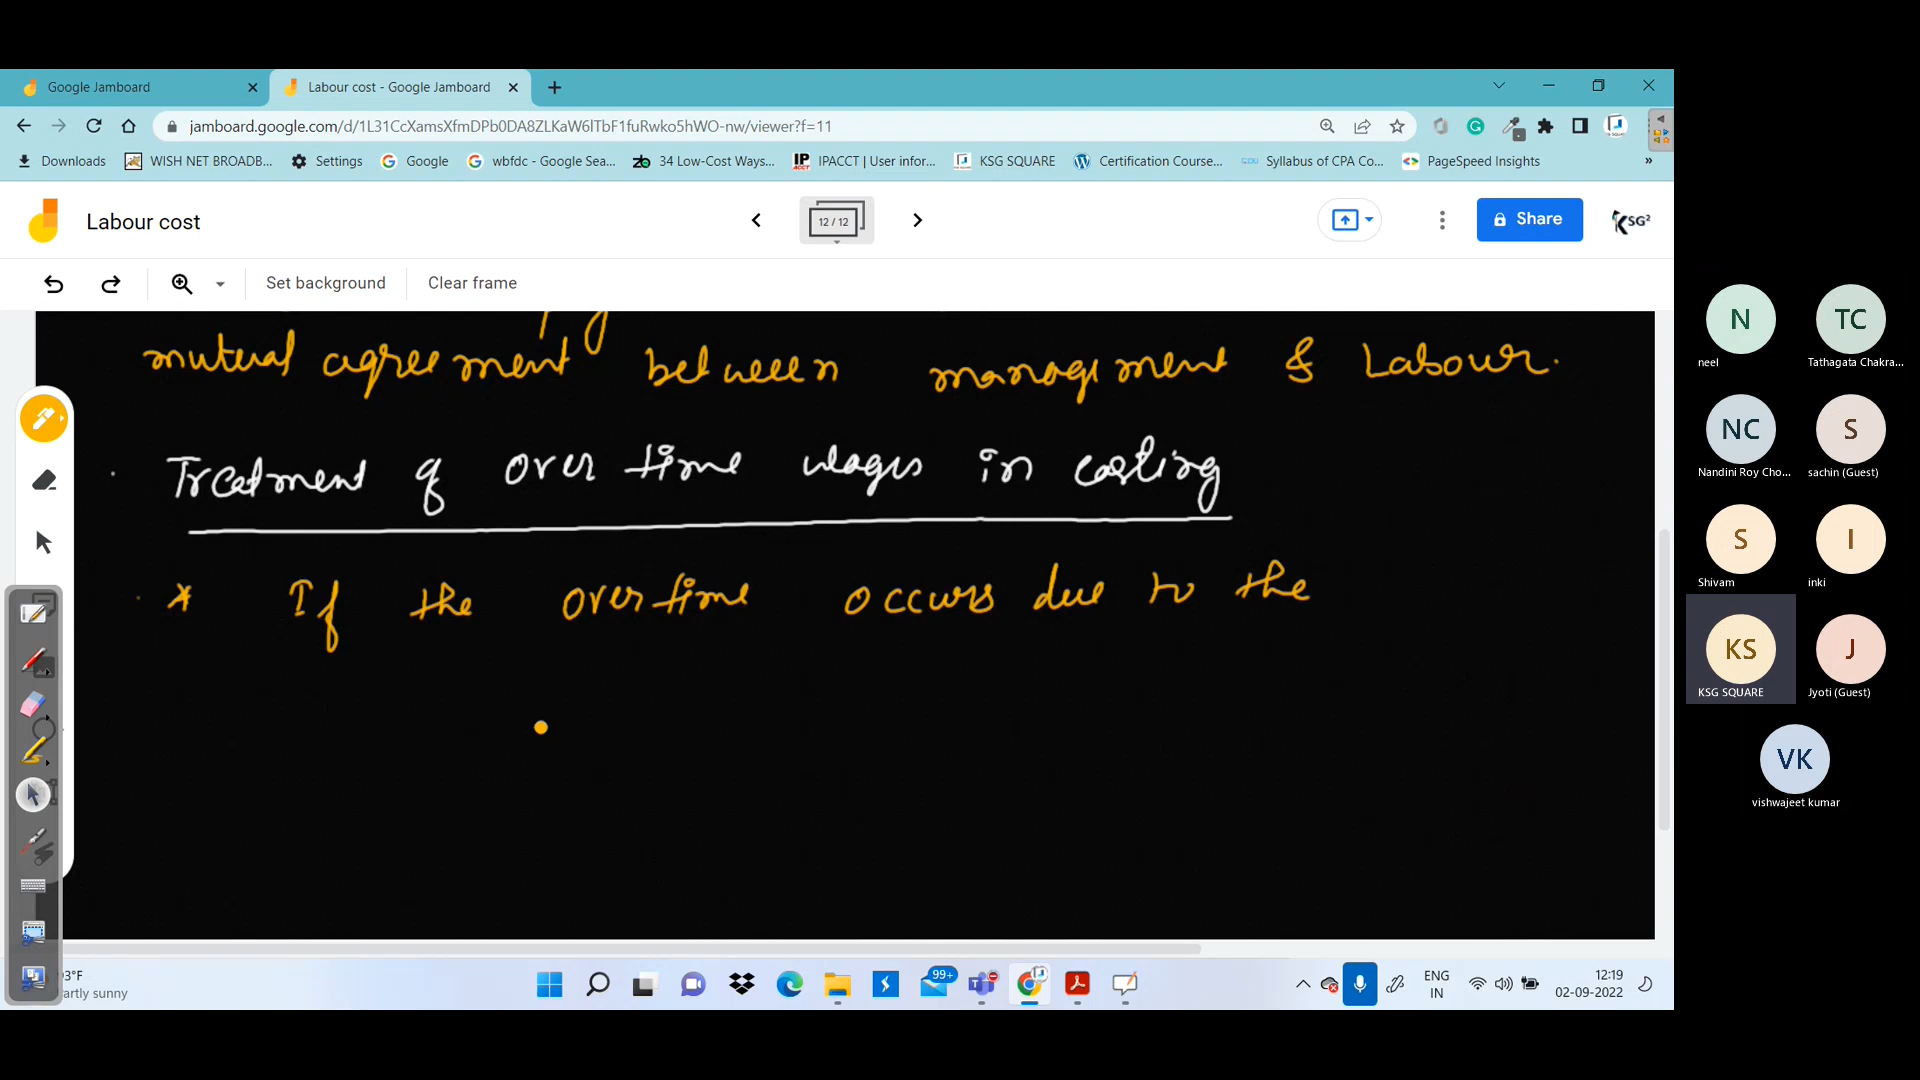 Google Jamboard
Labour cost - Google Jamboard
jamboard.google.com/d/1L31CcXamsXfmDPb0DA8ZLKaW6lTbF1fuRwko5hWO-nw/viewer?f=11
Downloads WISH NET BROADB... Settings Google wbfdc - Google Sea... 34 Low-Cost Ways... IPACCT | User infor... KSG SQUARE Certification Course... Syllabus of CPA Co... PageSpeed Insights »
Labour cost
12 / 12
Share
KSG²
Set background Clear frame
mutual agreement between management & Labour.
Treatment of over time wages in costing
* If the overtime occurs due to the
N
neel
TC
Tathagata Chakra...
NC
Nandini Roy Cho...
S
sachin (Guest)
S
Shivam
I
inki
KS
KSG SQUARE
J
Jyoti (Guest)
VK
vishwajeet kumar
93°F
artly sunny
99+
ENG
IN
12:19
02-09-2022